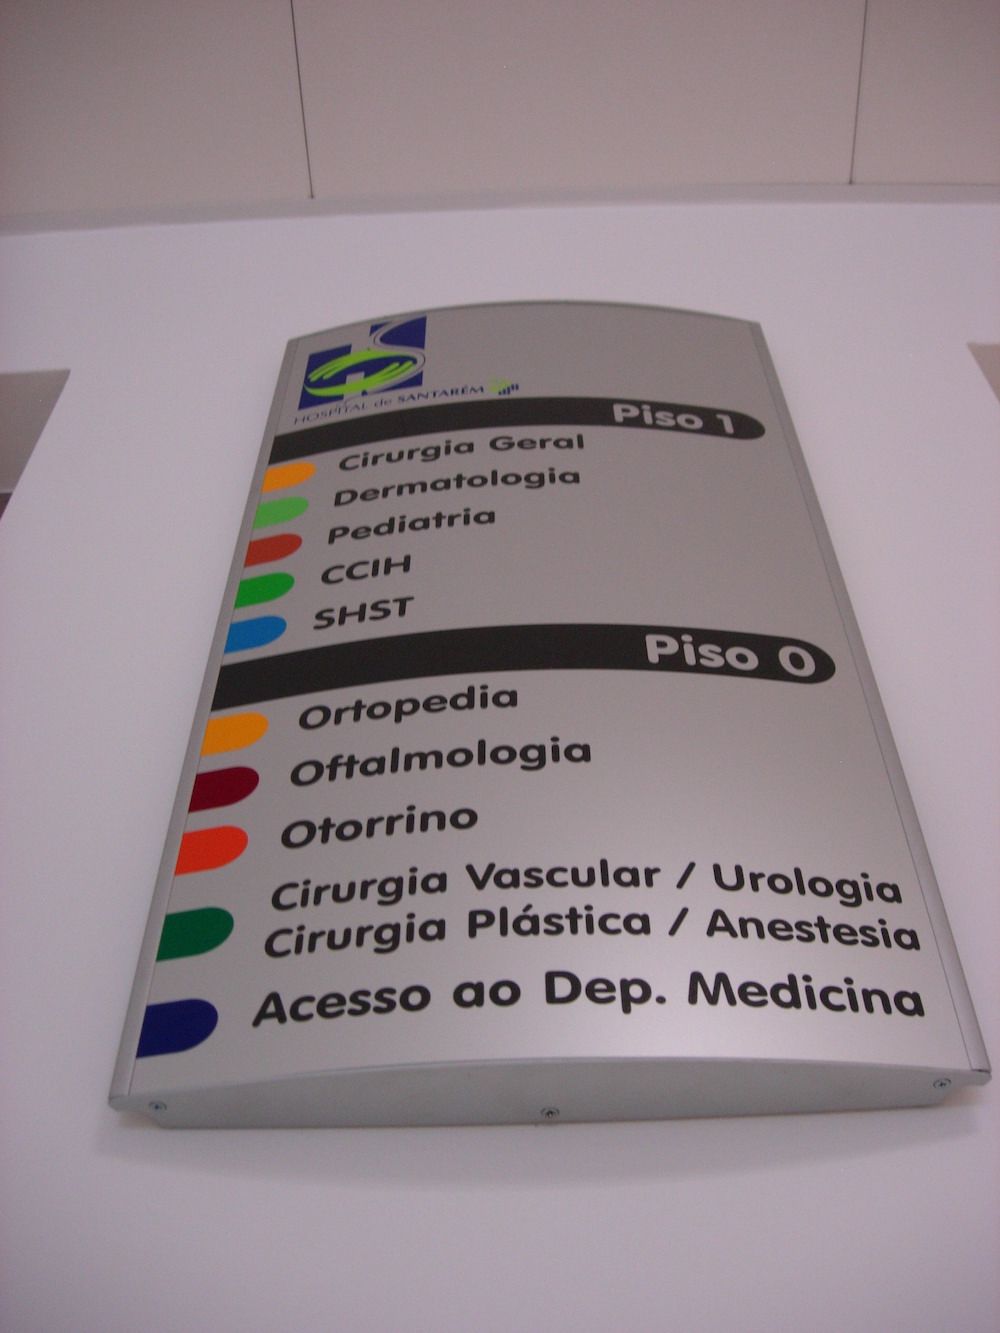 HOSPITAL de SANTARÉM
Piso 1
Cirurgia Geral
Dermatologia
Pediatria
CCIH
SHST
Piso 0
Ortopedia
Oftalmologia
Otorrino
Cirurgia Vascular / Urologia
Cirurgia Plástica / Anestesia
Acesso ao Dep. Medicina